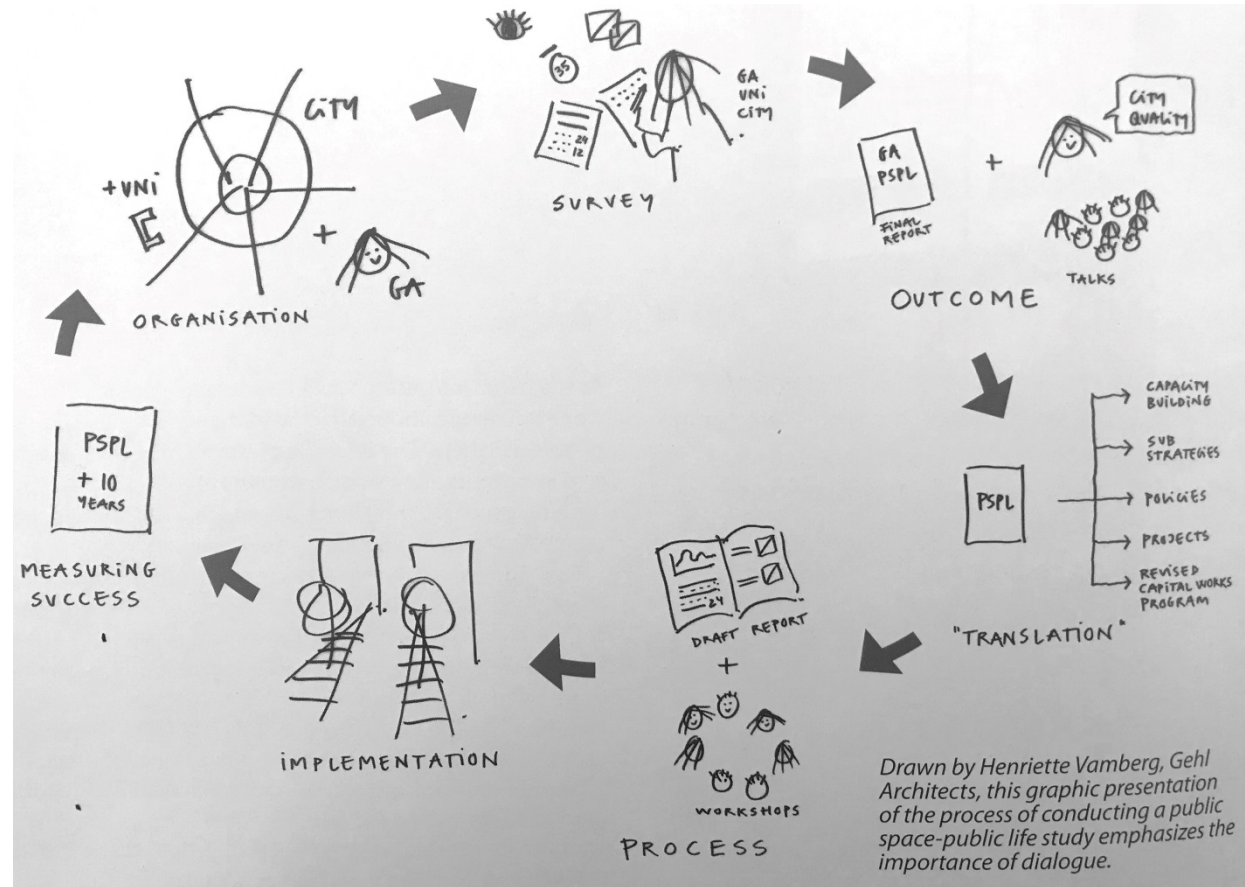 CITY
+ UNI
+
GA
ORGANISATION
35
24
12
GA
UNI
CITY
SURVEY
GA
PSPL
FINAL
REPORT
+
CITY
QUALITY
TALKS
OUTCOME
PSPL
CAPACITY
BUILDING
SUB
STRATEGIES
POLICIES
PROJECTS
REVISED
CAPITAL WORKS
PROGRAM
"TRANSLATION"
24
DRAFT REPORT
+
WORKSHOPS
PROCESS
IMPLEMENTATION
PSPL
+ 10
YEARS
MEASURING
SUCCESS
Drawn by Henriette Vamberg, Gehl
Architects, this graphic presentation
of the process of conducting a public
space-public life study emphasizes the
importance of dialogue.